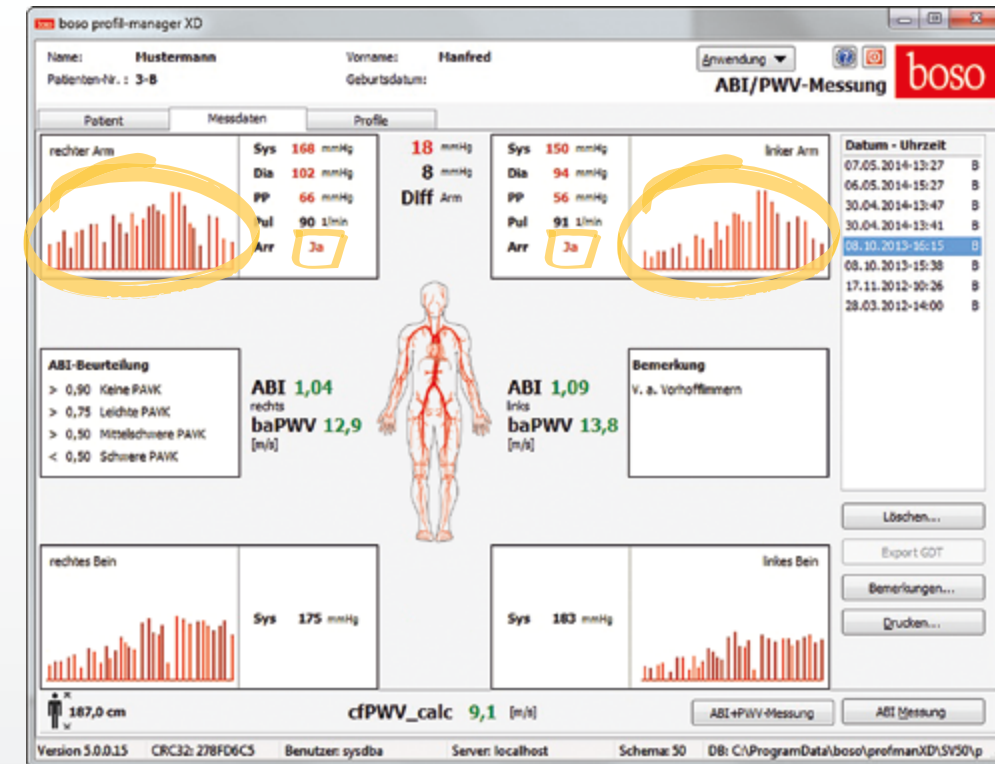 boso boso profil-manager XD
Name: Mustermann Vorname: Manfred
Patienten-Nr. : 3-B Geburtsdatum:
Anwendung
ABI/PWV-Messung
boso
Patient Messdaten Profile
rechter Arm
Sys 168 mmHg
Dia 102 mmHg
PP 66 mmHg
Pul 90 1/min
Arr Ja
18 mmHg
8 mmHg
Diff Arm
Sys 150 mmHg
Dia 94 mmHg
PP 56 mmHg
Pul 91 1/min
Arr Ja
linker Arm
Datum - Uhrzeit
07.05.2014-13:27 B
06.05.2014-15:27 B
30.04.2014-13:47 B
30.04.2014-13:41 B
08.10.2013-16:15 B
08.10.2013-15:38 B
17.11.2012-10:26 B
28.03.2012-14:00 B
ABI-Beurteilung
> 0,90 Keine PAVK
> 0,75 Leichte PAVK
> 0,50 Mittelschwere PAVK
< 0,50 Schwere PAVK
ABI 1,04
rechts
baPWV 12,9
[m/s]
ABI 1,09
links
baPWV 13,8
[m/s]
Bemerkung
V. a. Vorhofflimmern
Löschen...
Export GDT
Bemerkungen...
Drucken...
rechtes Bein
Sys 175 mmHg
Sys 183 mmHg
linkes Bein
187,0 cm
cfPWV_calc 9,1 [m/s]
ABI+PWV-Messung
ABI Messung
Version 5.0.0.15 CRC32: 278FD6C5 Benutzer: sysdba Server: localhost Schema: 50 DB: C:\ProgramData\boso\profmanXD\SV50\p